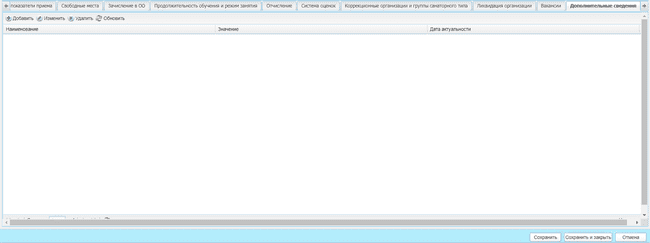 показатели приема Свободные места Зачисление в ОО Продолжительность обучения и режим занятия Отчисление Система оценок Коррекционные организации и группы санаторного типа Ликвидация организации Вакансии Дополнительные сведения
Добавить Изменить Удалить Обновить
Наименование Значение Дата актуальности
Сохранить Сохранить и закрыть Отмена